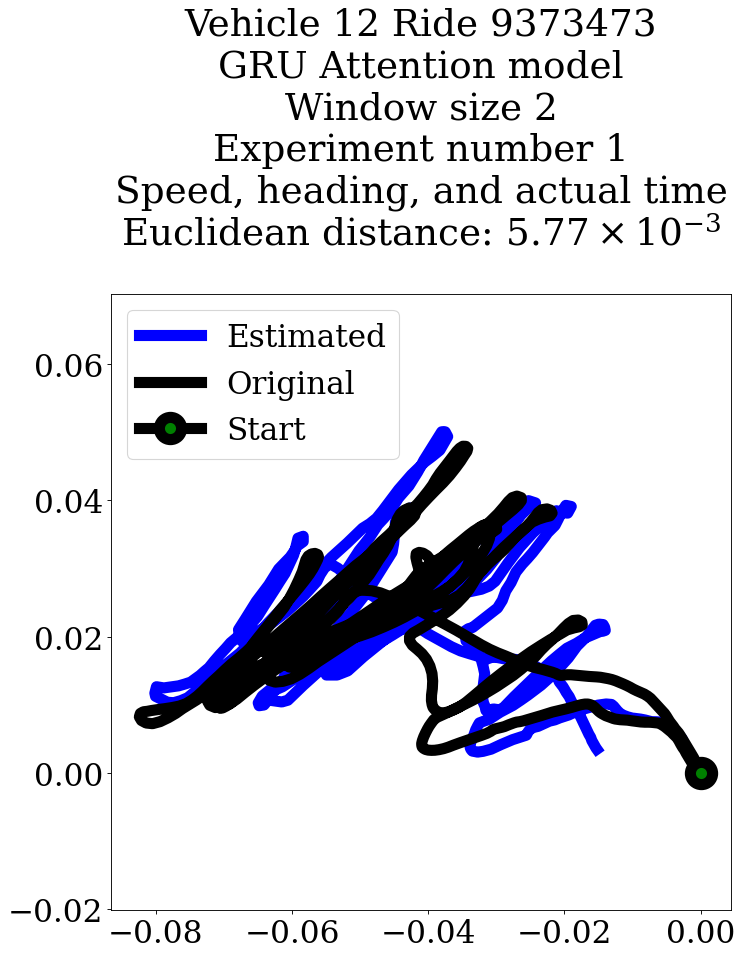 Vehicle 12 Ride 9373473
GRU Attention model
Window size 2
Experiment number 1
Speed, heading, and actual time
Euclidean distance: 5.77 × 10⁻³
Estimated
Original
Start
0.06
0.04
0.02
0.00
−0.02
−0.08 −0.06 −0.04 −0.02 0.00